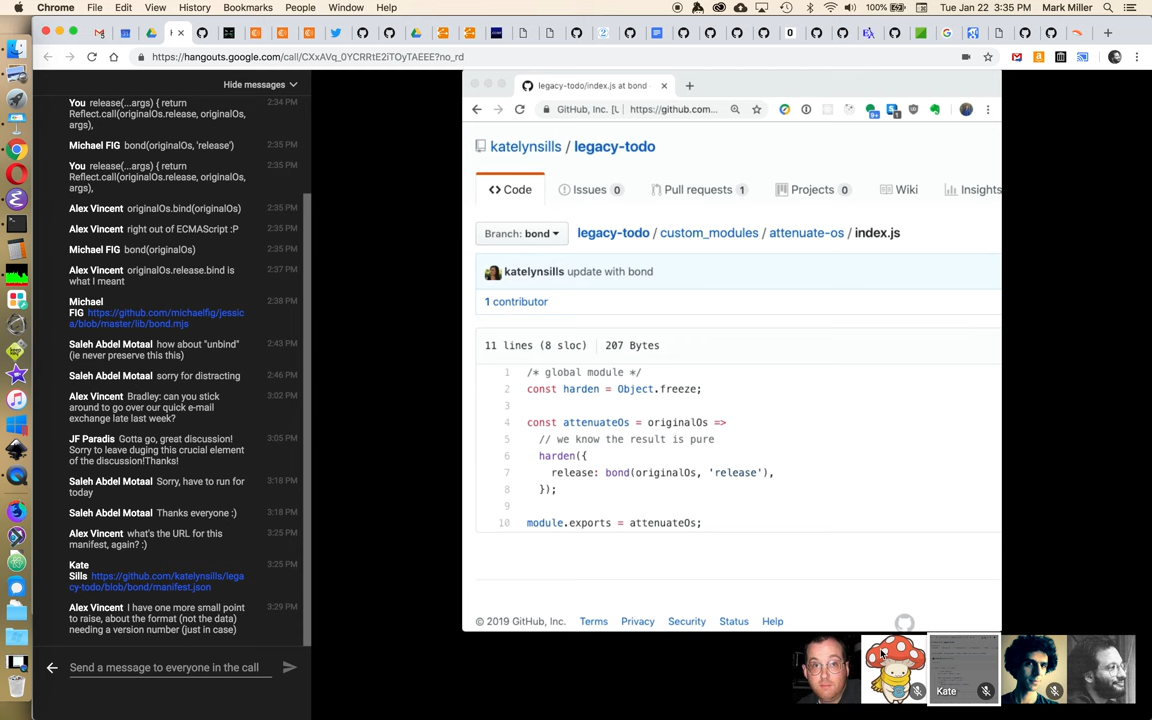 Chrome File Edit View History Bookmarks People Window Help
100% Tue Jan 22 3:35 PM Mark Miller
https://hangouts.google.com/call/CXxAVq_0YCRRtE2iTOyTAEEE?no_rd
Hide messages
You release(...args) { return
Reflect.call(originalOs.release, originalOs,
args),
2:34 PM
Michael FIG bond(originalOs, 'release')
2:35 PM
You release(...args) { return
Reflect.call(originalOs.release, originalOs,
args),
2:35 PM
Alex Vincent originalOs.bind(originalOs)
2:35 PM
Alex Vincent right out of ECMAScript :P
2:35 PM
Michael FIG bond(originalOs)
2:35 PM
Alex Vincent originalOs.release.bind is
what I meant
2:37 PM
Michael
FIG https://github.com/michaelfig/jessic
a/blob/master/lib/bond.mjs
2:38 PM
Saleh Abdel Motaal how about "unbind"
(ie never preserve this this)
2:43 PM
Saleh Abdel Motaal sorry for distracting
2:46 PM
Alex Vincent Bradley: can you stick
around to go over our quick e-mail
exchange late last week?
3:02 PM
JF Paradis Gotta go, great discussion!
Sorry to leave duging this crucial element
of the discussion!Thanks!
3:05 PM
Saleh Abdel Motaal Sorry, have to run for
today
3:18 PM
Saleh Abdel Motaal Thanks everyone :)
3:18 PM
Alex Vincent what's the URL for this
manifest, again? :)
3:25 PM
Kate
Sills https://github.com/katelynsills/lega
cy-todo/blob/bond/manifest.json
3:25 PM
Alex Vincent I have one more small point
to raise, about the format (not the data)
needing a version number (just in case)
3:29 PM
Send a message to everyone in the call
legacy-todo/index.js at bond
GitHub, Inc. [U https://github.com...
katelynsills / legacy-todo
Code Issues 0 Pull requests 1 Projects 0 Wiki Insights
Branch: bond legacy-todo / custom_modules / attenuate-os / index.js
katelynsills update with bond
1 contributor
11 lines (8 sloc) 207 Bytes
1 /* global module */
2 const harden = Object.freeze;
3
4 const attenuateOs = originalOs =>
5 // we know the result is pure
6 harden({
7 release: bond(originalOs, 'release'),
8 });
9
10 module.exports = attenuateOs;
© 2019 GitHub, Inc. Terms Privacy Security Status Help
Kate